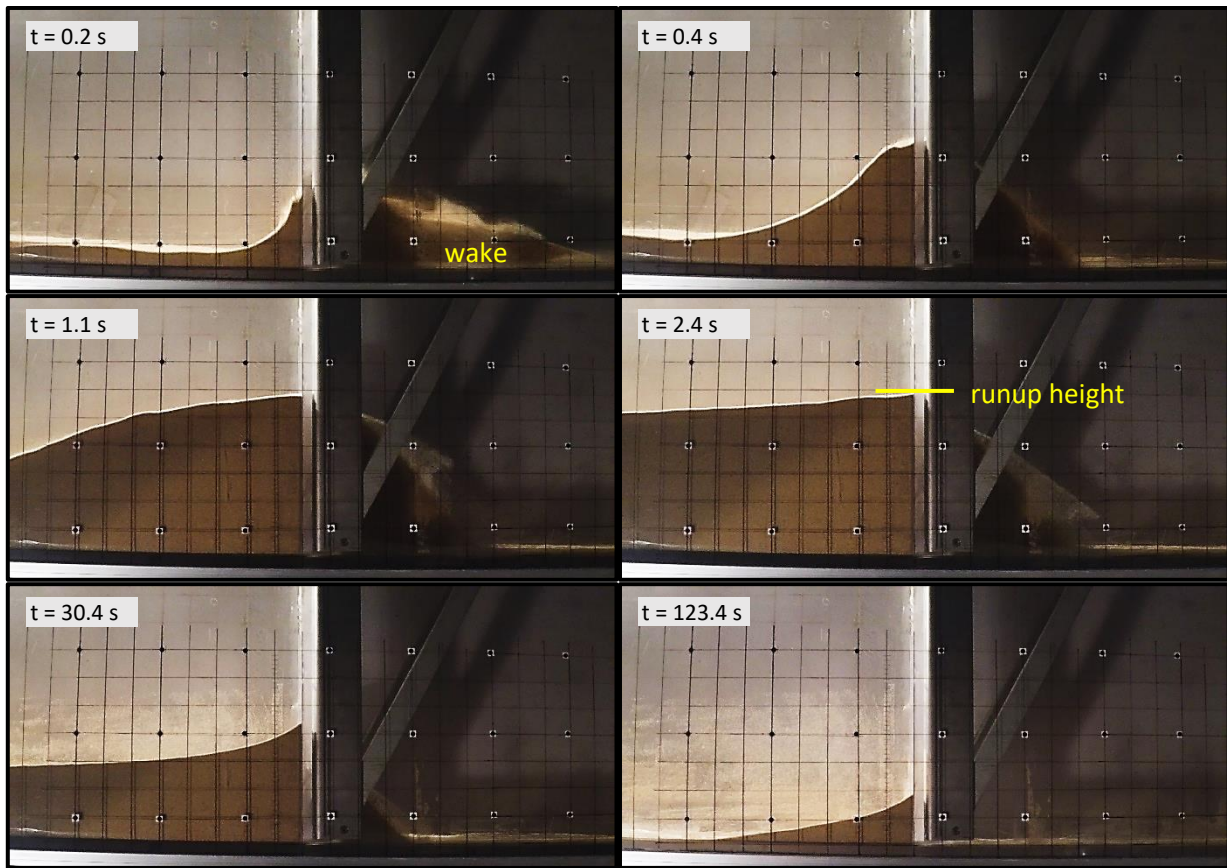 t = 0.2 s
wake
t = 0.4 s
t = 1.1 s
t = 2.4 s
runup height
t = 30.4 s
t = 123.4 s